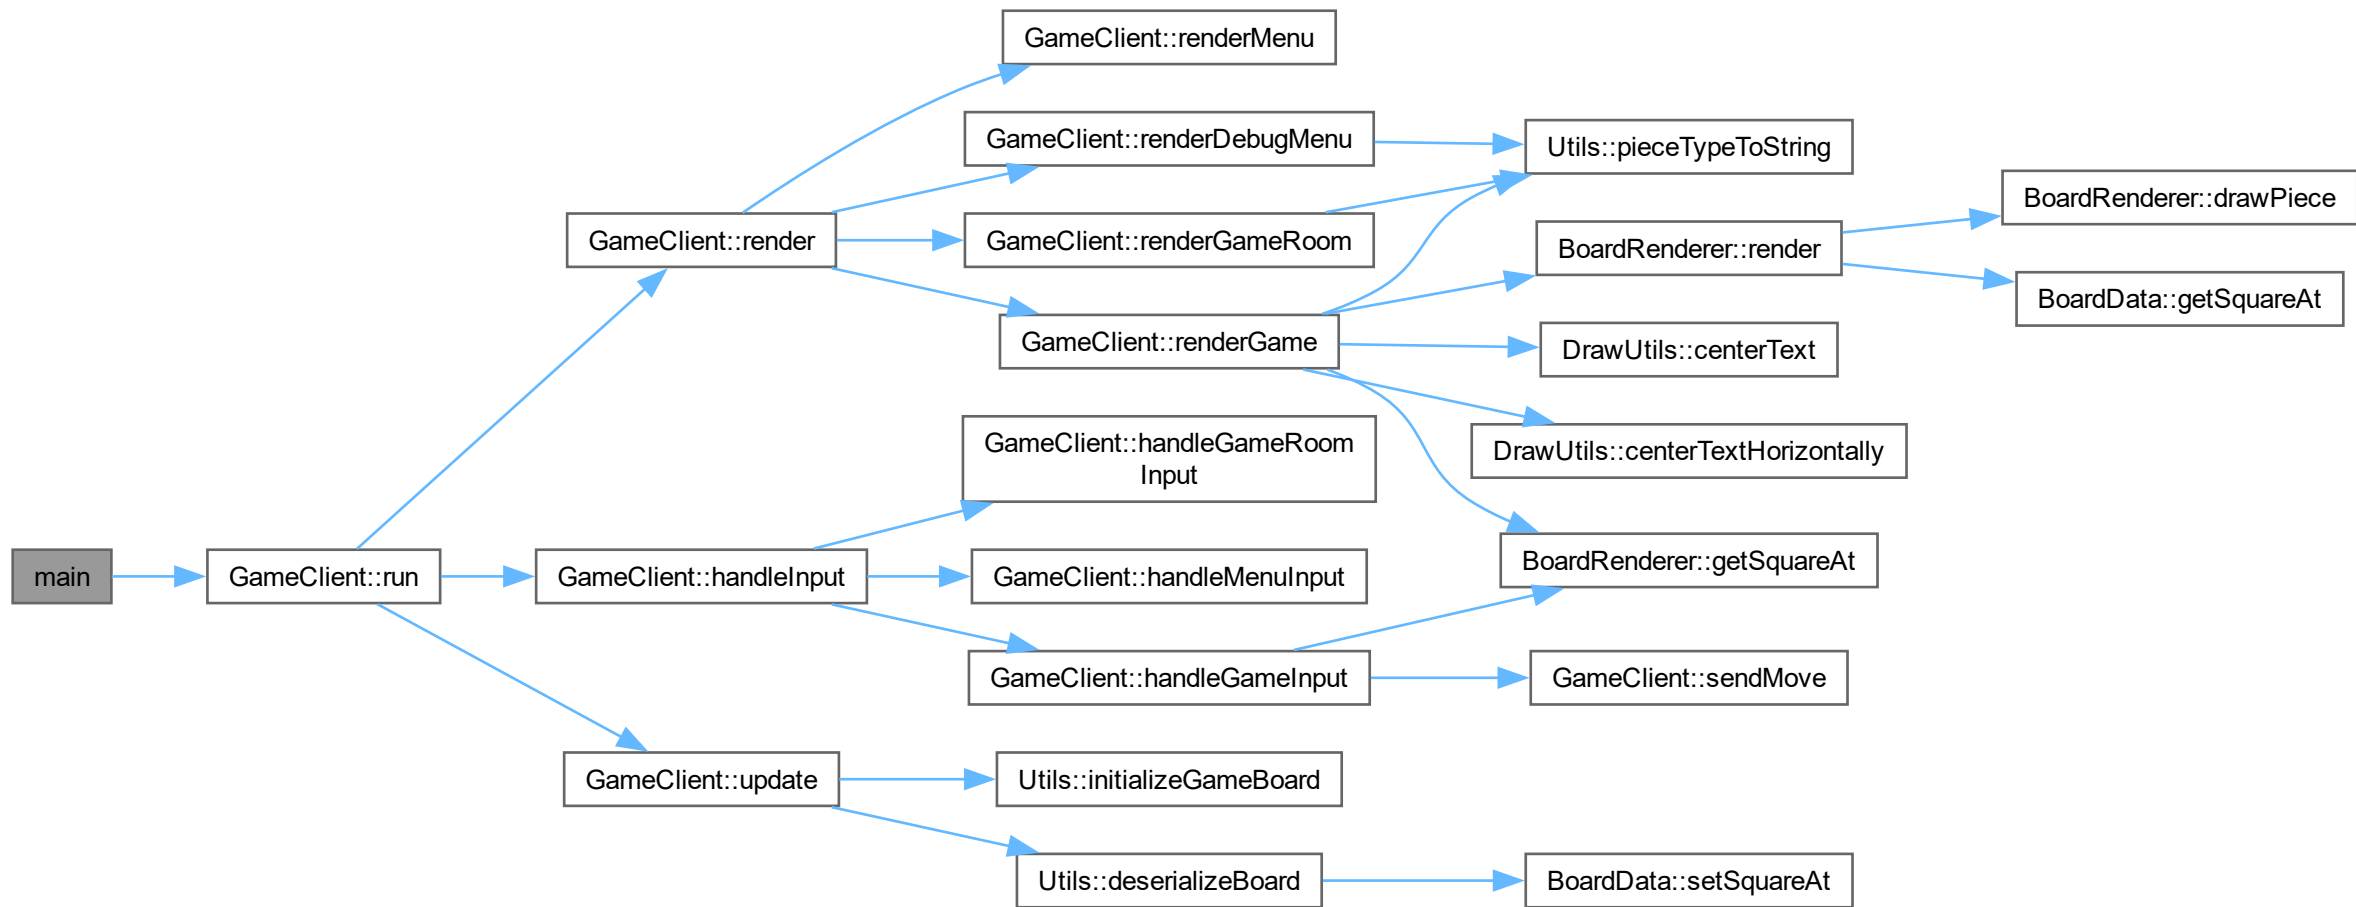 GameClient::renderMenu
GameClient::renderDebugMenu
Utils::pieceTypeToString
BoardRenderer::drawPiece
GameClient::render
GameClient::renderGameRoom
BoardRenderer::render
BoardData::getSquareAt
GameClient::renderGame
DrawUtils::centerText
GameClient::handleGameRoom
Input
DrawUtils::centerTextHorizontally
main
GameClient::run
GameClient::handleInput
GameClient::handleMenuInput
BoardRenderer::getSquareAt
GameClient::handleGameInput
GameClient::sendMove
GameClient::update
Utils::initializeGameBoard
Utils::deserializeBoard
BoardData::setSquareAt